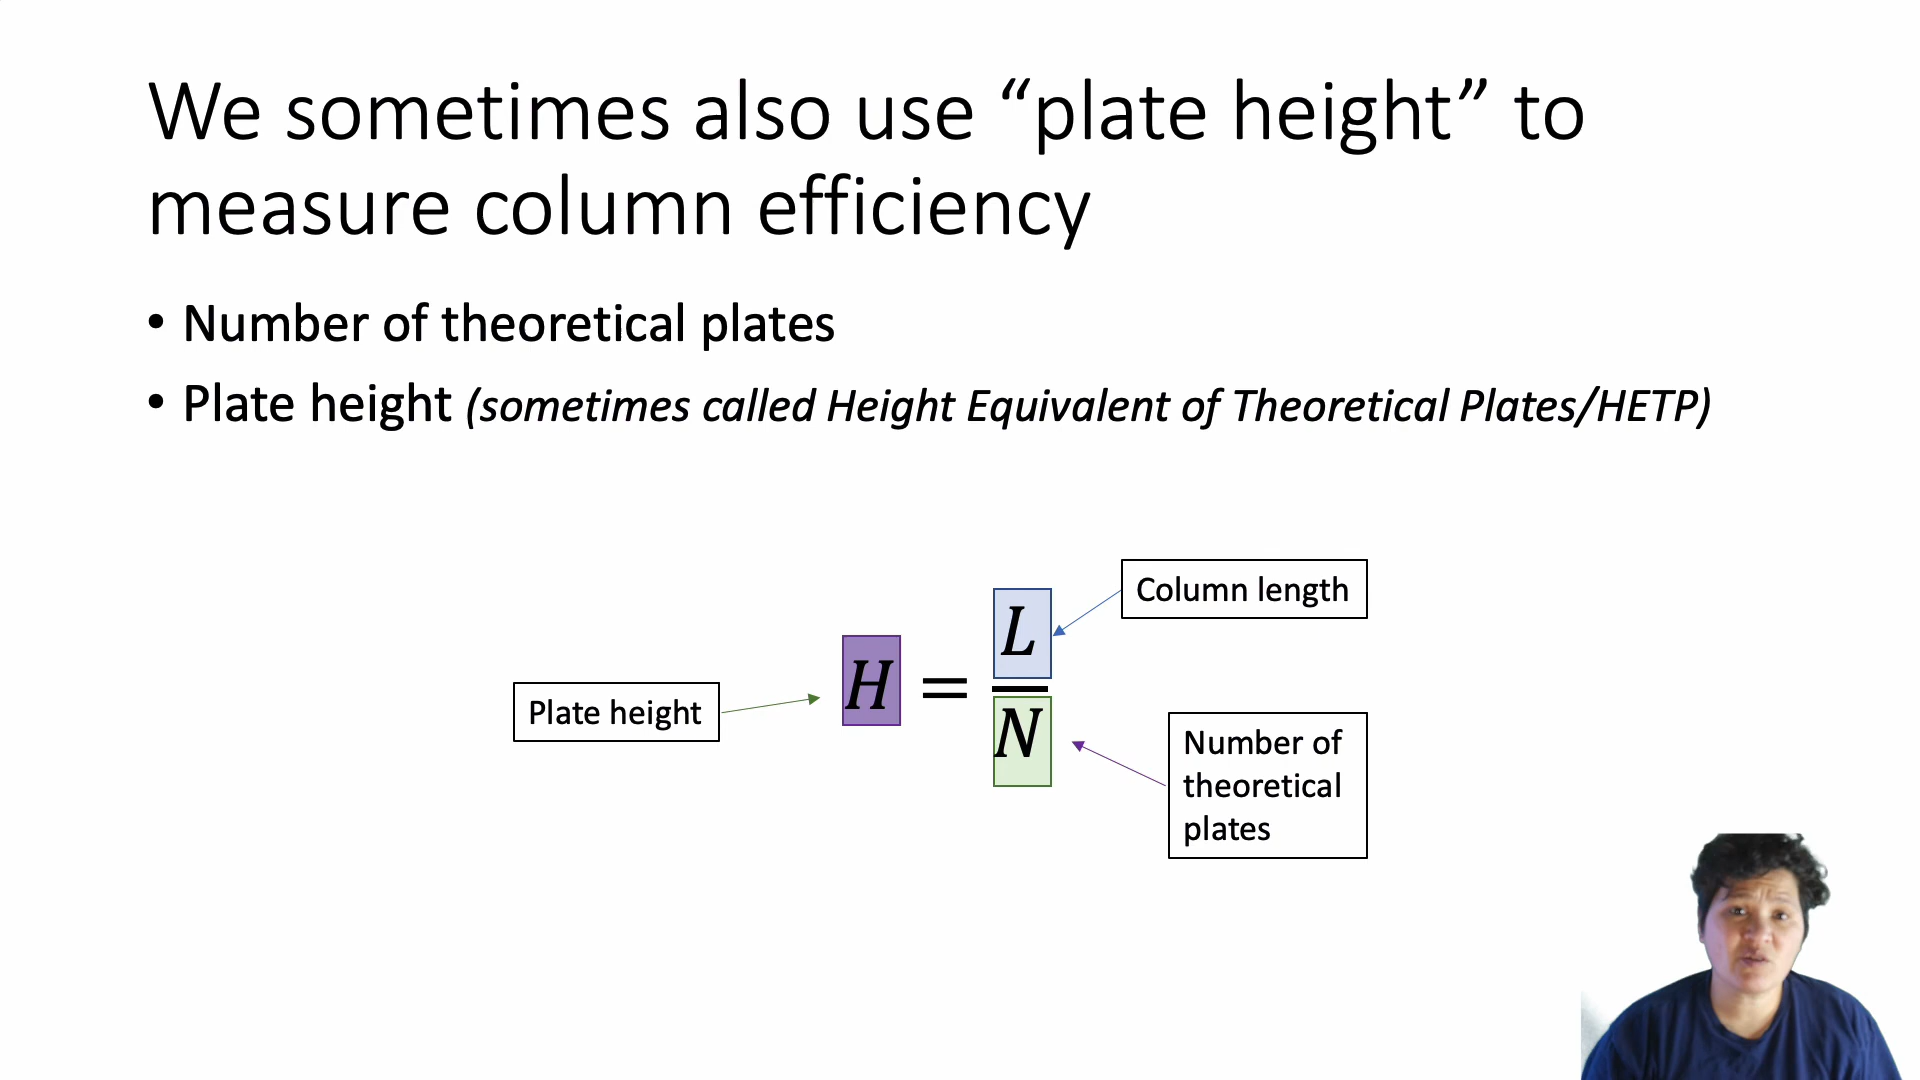 We sometimes also use “plate height” to
measure column efficiency
• Number of theoretical plates
• Plate height (sometimes called Height Equivalent of Theoretical Plates/HETP)
Column length
L
Plate height
H =
N
Number of
theoretical
plates